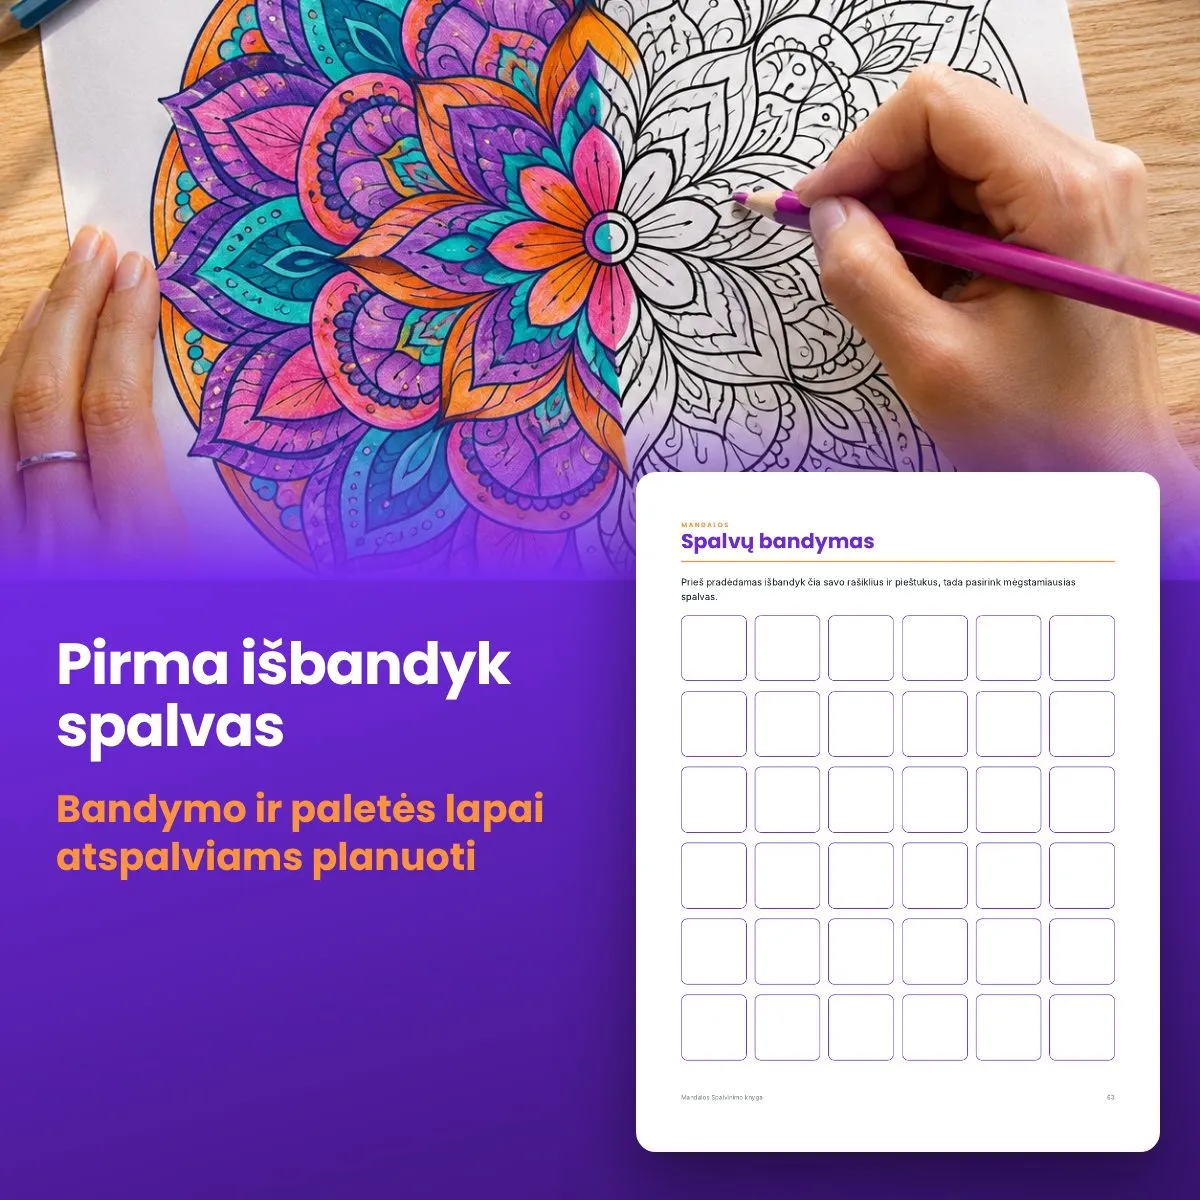 MANDALOS
Spalvų bandymas
Prieš pradėdamas išbandyk čia savo rašiklius ir pieštukus, tada pasirink mėgstamiausias
spalvas.
Pirma išbandyk
spalvas
Bandymo ir paletės lapai
atspalviams planuoti
Mandalos Spalvinimo knyga
63